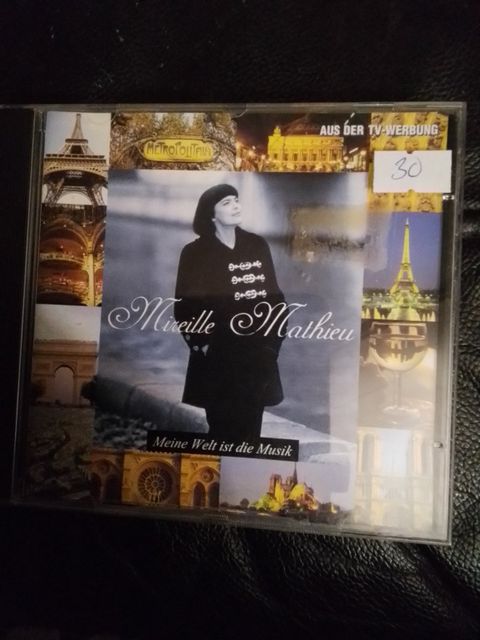 AUS DER TV-WERBUNG
METROPOLITAIN
30
Mireille Mathieu
Meine Welt ist die Musik